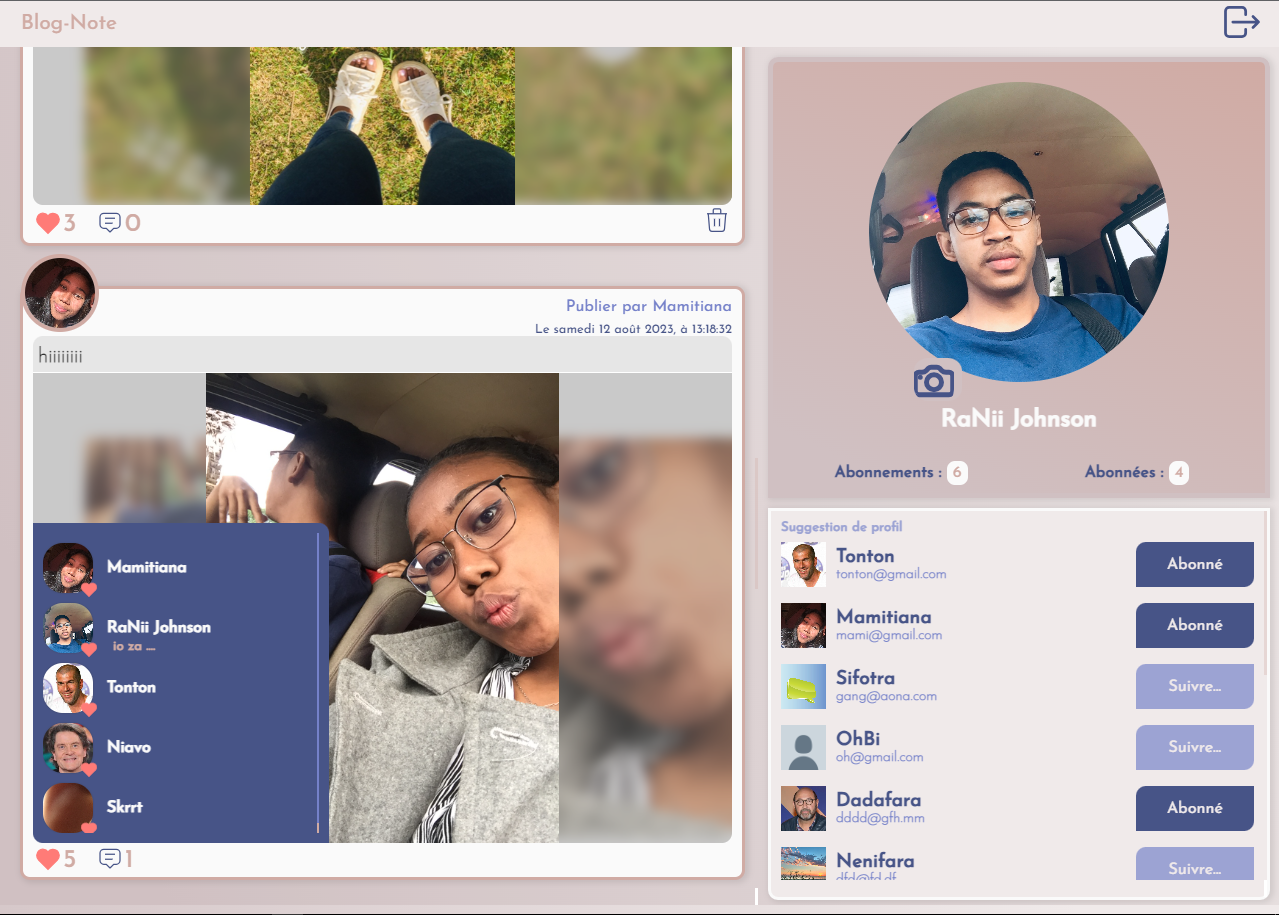 Blog-Note
3
0
Publier par Mamitiana
Le samedi 12 août 2023, à 13:18:32
hiiiiiiii
Mamitiana
RaNii Johnson
io za ....
Tonton
Niavo
Skrrt
5
1
RaNii Johnson
Abonnements : 6
Abonnées : 4
Suggestion de profil
Tonton
tonton@gmail.com
Abonné
Mamitiana
mami@gmail.com
Abonné
Sifotra
gang@aona.com
Suivre...
OhBi
oh@gmail.com
Suivre...
Dadafara
dddd@gfh.mm
Abonné
Nenifara
dfd@fd.df
Suivre...